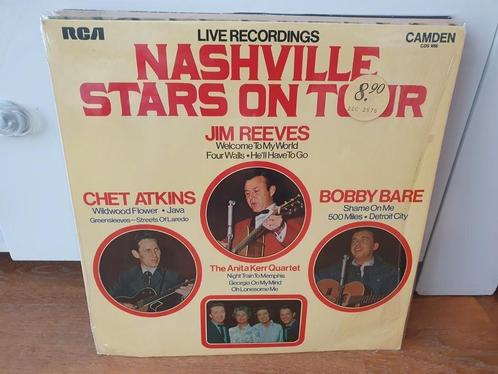 RCA
LIVE RECORDINGS
CAMDEN
CDS 1816
NASHVILLE
STARS ON TOUR
8.90
JIM REEVES
Welcome To My World
Four Walls • He'll Have To Go
CHET ATKINS
Wildwood Flower • Java
Greensleeves–Streets Of Laredo
BOBBY BARE
Shame On Me
500 Miles • Detroit City
The Anita Kerr Quartet
Night Train To Memphis
Georgia On My Mind
Oh Lonesome Me